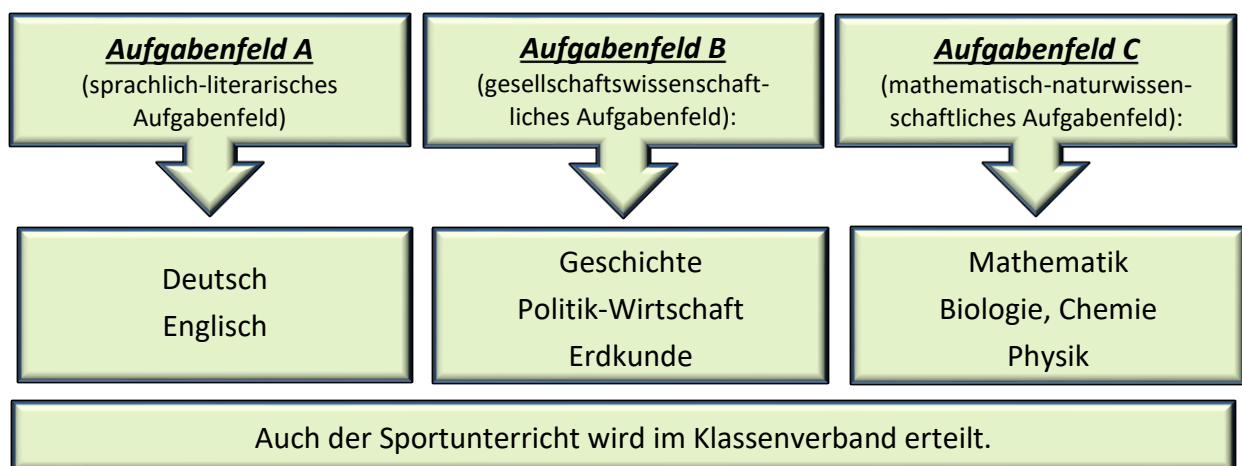 Aufgabenfeld A
(sprachlich-literarisches
Aufgabenfeld)
Aufgabenfeld B
(gesellschaftswissenschaft-
liches Aufgabenfeld):
Aufgabenfeld C
(mathematisch-naturwissen-
schaftliches Aufgabenfeld):
Deutsch
Englisch
Geschichte
Politik-Wirtschaft
Erdkunde
Mathematik
Biologie, Chemie
Physik
Auch der Sportunterricht wird im Klassenverband erteilt.